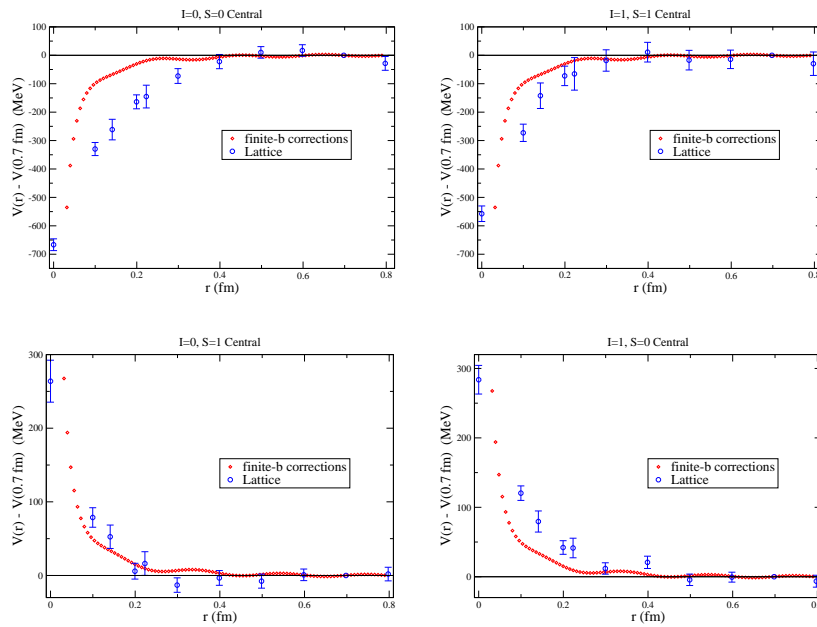 I=0, S=0 Central
V(r) - V(0.7 fm) (MeV)
100
0
-100
-200
-300
-400
-500
-600
-700
finite-b corrections
Lattice
0 0.2 0.4 0.6 0.8
r (fm)
I=1, S=1 Central
V(r) - V(0.7 fm) (MeV)
100
0
-100
-200
-300
-400
-500
-600
-700
finite-b corrections
Lattice
0 0.2 0.4 0.6 0.8
r (fm)
I=0, S=1 Central
V(r) - V(0.7 fm) (MeV)
300
200
100
0
finite-b corrections
Lattice
0 0.2 0.4 0.6 0.8
r (fm)
I=1, S=0 Central
V(r) - V(0.7 fm) (MeV)
300
200
100
0
finite-b corrections
Lattice
0 0.2 0.4 0.6 0.8
r (fm)